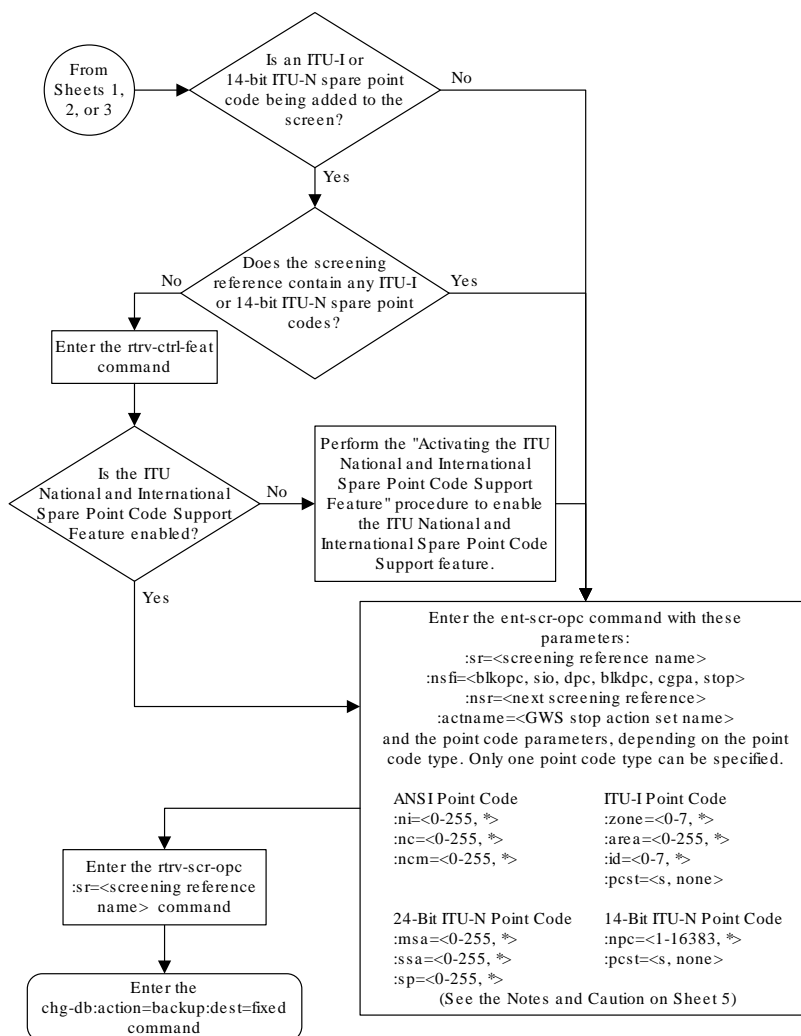 From
Sheets 1,
2, or 3
Is an ITU-I or
14-bit ITU-N spare point
code being added to the
screen?
No
Yes
Does the screening
reference contain any ITU-I
or 14-bit ITU-N spare point
codes?
No
Yes
Enter the rtrv-ctrl-feat
command
Is the ITU
National and International
Spare Point Code Support
Feature enabled?
No
Yes
Perform the "Activating the ITU
National and International
Spare Point Code Support
Feature" procedure to enable
the ITU National and
International Spare Point Code
Support feature.
Enter the ent-scr-opc command with these
parameters:
:sr=<screening reference name>
:nsfi=<blkopc, sio, dpc, blkdpc, cgpa, stop>
:nsr=<next screening reference>
:actname=<GWS stop action set name>
and the point code parameters, depending on the point
code type. Only one point code type can be specified.
ANSI Point Code
:ni=<0-255, *>
:nc=<0-255, *>
:ncm=<0-255, *>
ITU-I Point Code
:zone=<0-7, *>
:area=<0-255, *>
:id=<0-7, *>
:pcst=<s, none>
24-Bit ITU-N Point Code
:msa=<0-255, *>
:ssa=<0-255, *>
:sp=<0-255, *>
14-Bit ITU-N Point Code
:npc=<1-16383, *>
:pcst=<s, none>
(See the Notes and Caution on Sheet 5)
Enter the rtrv-scr-opc
:sr=<screening reference
name> command
Enter the
chg-db:action=backup:dest=fixed
command